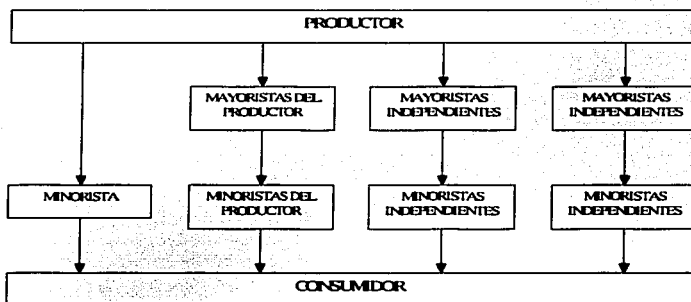 PRODUCTOR
MAYORISTAS DEL
PRODUCTOR
MAYORISTAS
INDEPENDIENTES
MAYORISTAS
INDEPENDIENTES
MINORISTA
MINORISTAS DEL
PRODUCTOR
MINORISTAS
INDEPENDIENTES
MINORISTAS
INDEPENDIENTES
CONSUMIDOR